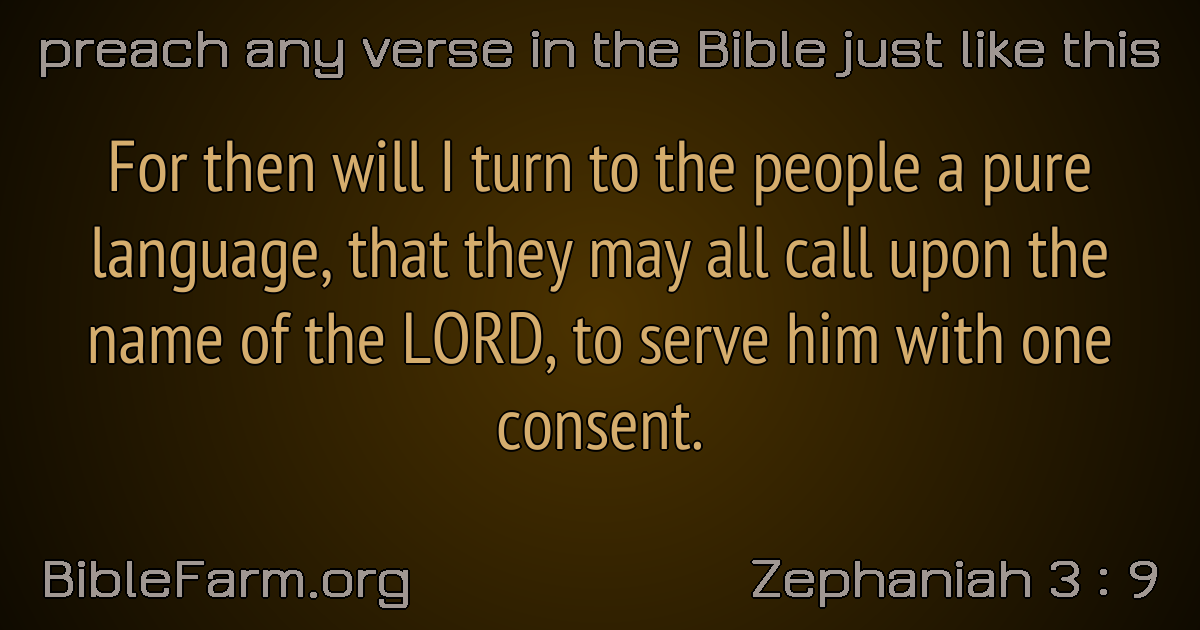 preach any verse in the Bible just like this
For then will I turn to the people a pure
language, that they may all call upon the
name of the LORD, to serve him with one
consent.
BibleFarm.org
Zephaniah 3 : 9